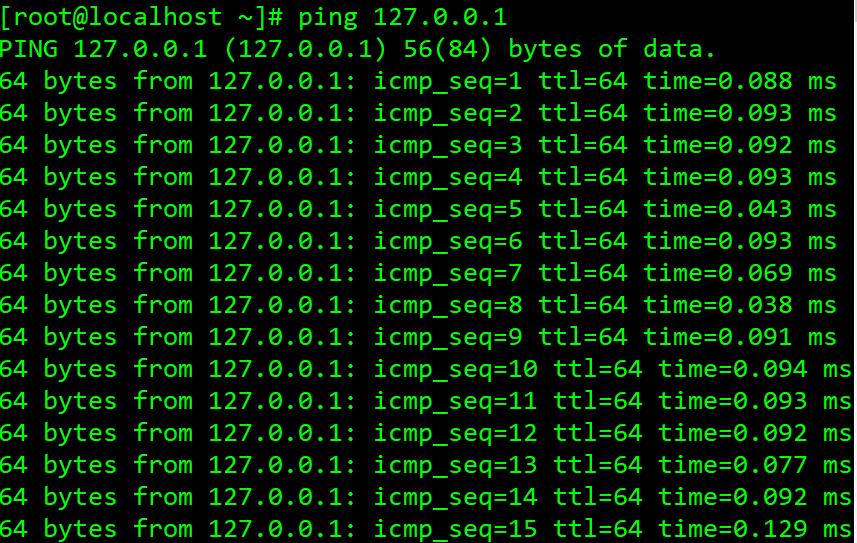 [root@localhost ~]# ping 127.0.0.1
PING 127.0.0.1 (127.0.0.1) 56(84) bytes of data.
64 bytes from 127.0.0.1: icmp_seq=1 ttl=64 time=0.088 ms
64 bytes from 127.0.0.1: icmp_seq=2 ttl=64 time=0.093 ms
64 bytes from 127.0.0.1: icmp_seq=3 ttl=64 time=0.092 ms
64 bytes from 127.0.0.1: icmp_seq=4 ttl=64 time=0.093 ms
64 bytes from 127.0.0.1: icmp_seq=5 ttl=64 time=0.043 ms
64 bytes from 127.0.0.1: icmp_seq=6 ttl=64 time=0.093 ms
64 bytes from 127.0.0.1: icmp_seq=7 ttl=64 time=0.069 ms
64 bytes from 127.0.0.1: icmp_seq=8 ttl=64 time=0.038 ms
64 bytes from 127.0.0.1: icmp_seq=9 ttl=64 time=0.091 ms
64 bytes from 127.0.0.1: icmp_seq=10 ttl=64 time=0.094 ms
64 bytes from 127.0.0.1: icmp_seq=11 ttl=64 time=0.093 ms
64 bytes from 127.0.0.1: icmp_seq=12 ttl=64 time=0.092 ms
64 bytes from 127.0.0.1: icmp_seq=13 ttl=64 time=0.077 ms
64 bytes from 127.0.0.1: icmp_seq=14 ttl=64 time=0.092 ms
64 bytes from 127.0.0.1: icmp_seq=15 ttl=64 time=0.129 ms